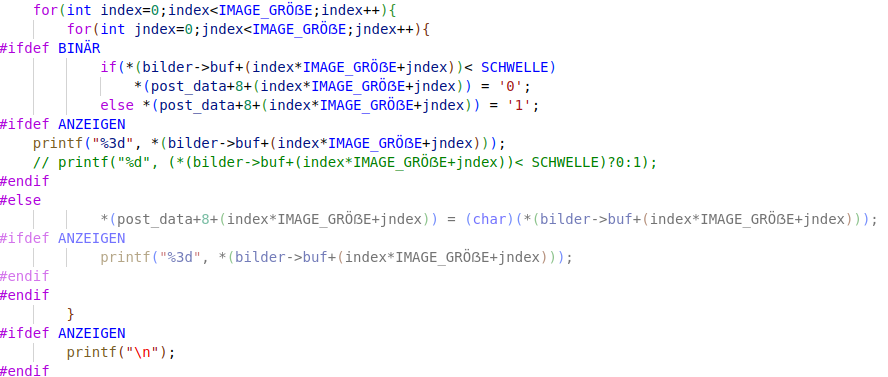 for(int index=0;index<IMAGE_GRÖẞE;index++){
for(int jndex=0;jndex<IMAGE_GRÖẞE;jndex++){
#ifdef BINÄR
if(*(bilder->buf+(index*IMAGE_GRÖẞE+jndex))< SCHWELLE)
*(post_data+8+(index*IMAGE_GRÖẞE+jndex)) = '0';
else *(post_data+8+(index*IMAGE_GRÖẞE+jndex)) = '1';
#ifdef ANZEIGEN
printf("%3d", *(bilder->buf+(index*IMAGE_GRÖẞE+jndex)));
// printf("%d", (*(bilder->buf+(index*IMAGE_GRÖẞE+jndex))< SCHWELLE)?0:1);
#endif
#else
*(post_data+8+(index*IMAGE_GRÖẞE+jndex)) = (char)(*(bilder->buf+(index*IMAGE_GRÖẞE+jndex)));
#ifdef ANZEIGEN
printf("%3d", *(bilder->buf+(index*IMAGE_GRÖẞE+jndex)));
#endif
#endif
}
#ifdef ANZEIGEN
printf("\n");
#endif